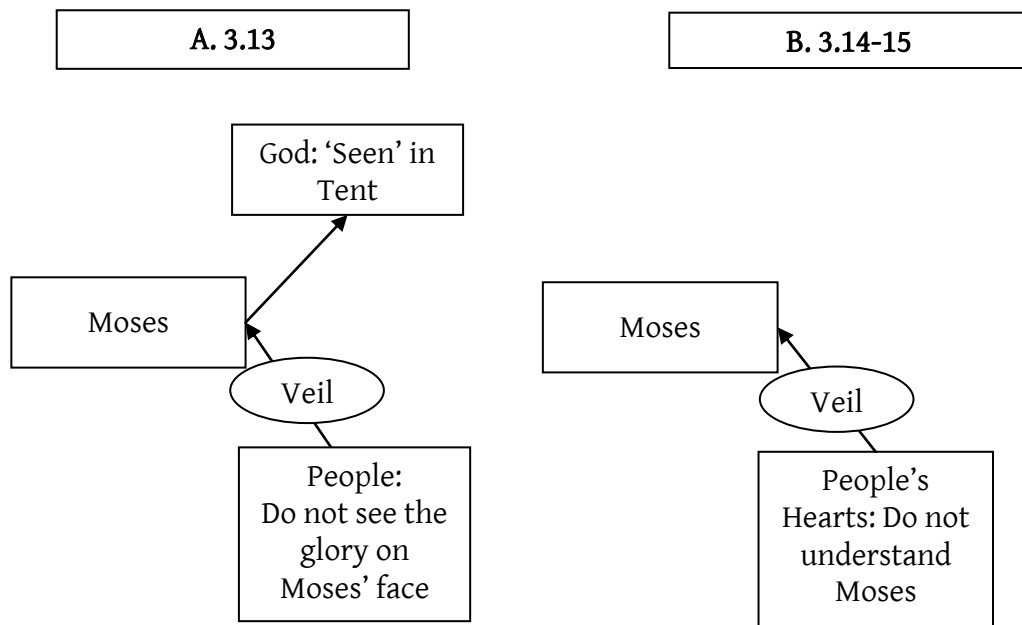 A. 3.13
B. 3.14-15
God: ‘Seen’ in
Tent
Moses
Veil
People:
Do not see the
glory on
Moses’ face
Moses
Veil
People’s
Hearts: Do not
understand
Moses